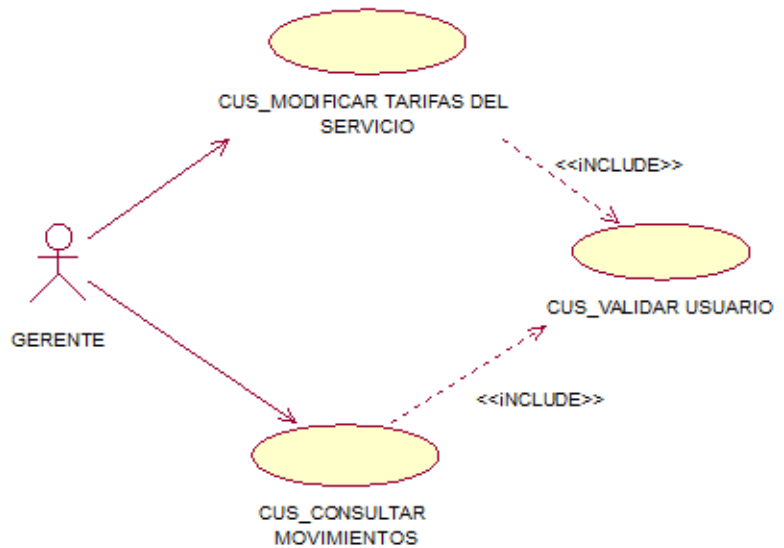 CUS_MODIFICAR TARIFAS DEL
SERVICIO
<<iNCLUDE>>
CUS_VALIDAR USUARIO
GERENTE
<<iNCLUDE>>
CUS_CONSULTAR
MOVIMIENTOS